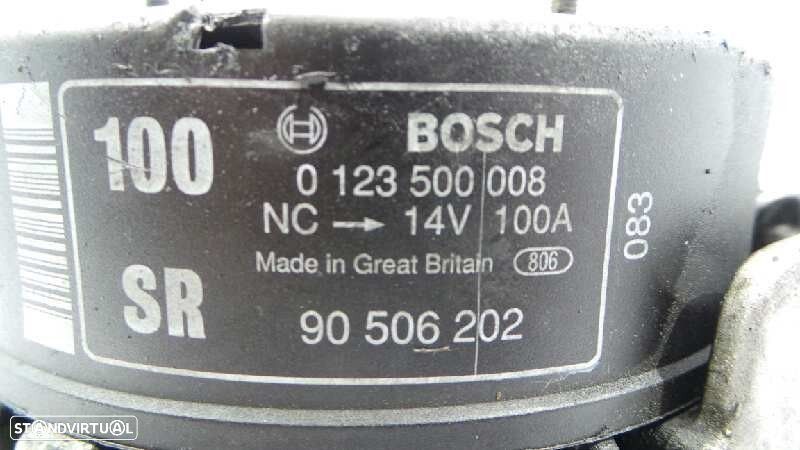 100
BOSCH
0 123 500 008
NC → 14V 100A
Made in Great Britain 806
SR
90 506 202
083
STANDVIRTUAL